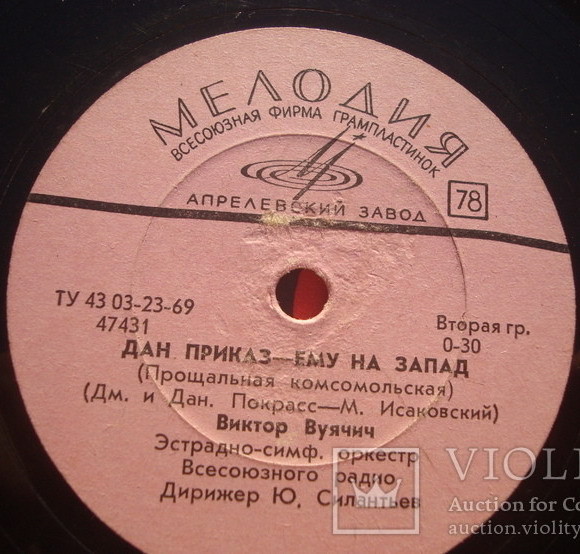 МЕЛОДИЯ
ВСЕСОЮЗНАЯ ФИРМА ГРАМПЛАСТИНОК
АПРЕЛЕВСКИЙ ЗАВОД
78
ТУ 43 03-23-69
47431
Вторая гр.
0-30
ДАН ПРИКАЗ—ЕМУ НА ЗАПАД
(Прощальная комсомольская)
(Дм. и Дан. Покрасс—М. Исаковский)
Виктор Вуячич
Эстрадно-симф. оркестр
Всесоюзного радио
Дирижер Ю. Силантьев
VIOLI
Auction for Co
auction.violity